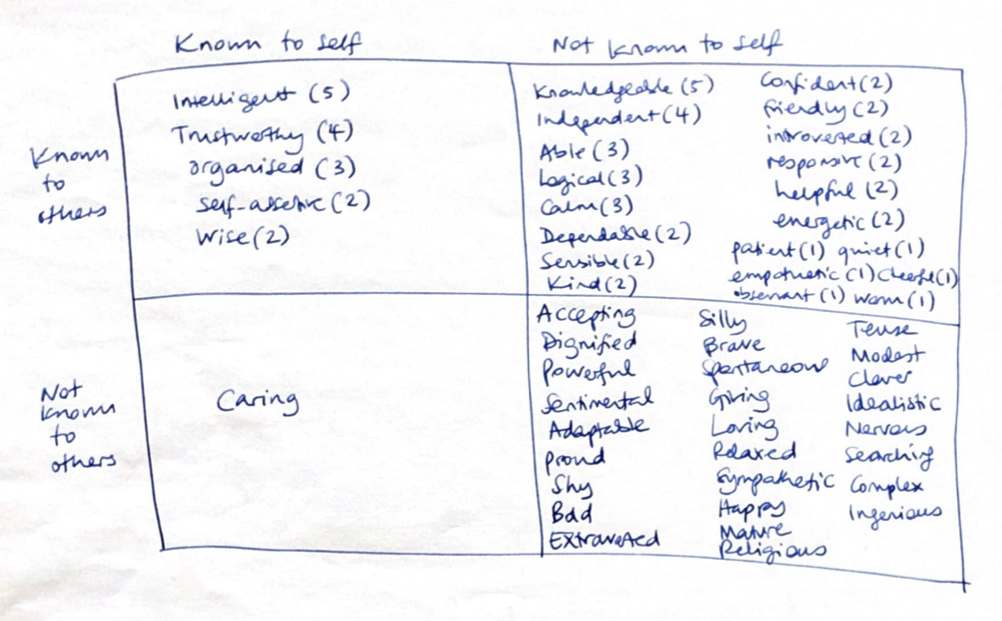 Known to self
Not known to self
Known
to
others
Intelligent (5)
Trustworthy (4)
organised (3)
self-assertive (2)
Wise (2)
Knowledgeable (5)
Independent (4)
Able (3)
Logical (3)
Calm (3)
Dependable (2)
Sensible (2)
Kind (2)
Confident (2)
friendly (2)
introverted (2)
responsive (2)
helpful (2)
energetic (2)
patient (1) quiet (1)
empathetic (1) cheerful (1)
observant (1) warm (1)
Not
known
to
others
Caring
Accepting
Dignified
Powerful
Sentimental
Adaptable
Proud
Shy
Bold
Extraverted
Silly
Brave
Spontaneous
Giving
Loving
Relaxed
Sympathetic
Happy
Mature
Religious
Tense
Modest
Clever
Idealistic
Nervous
Searching
Complex
Ingenious